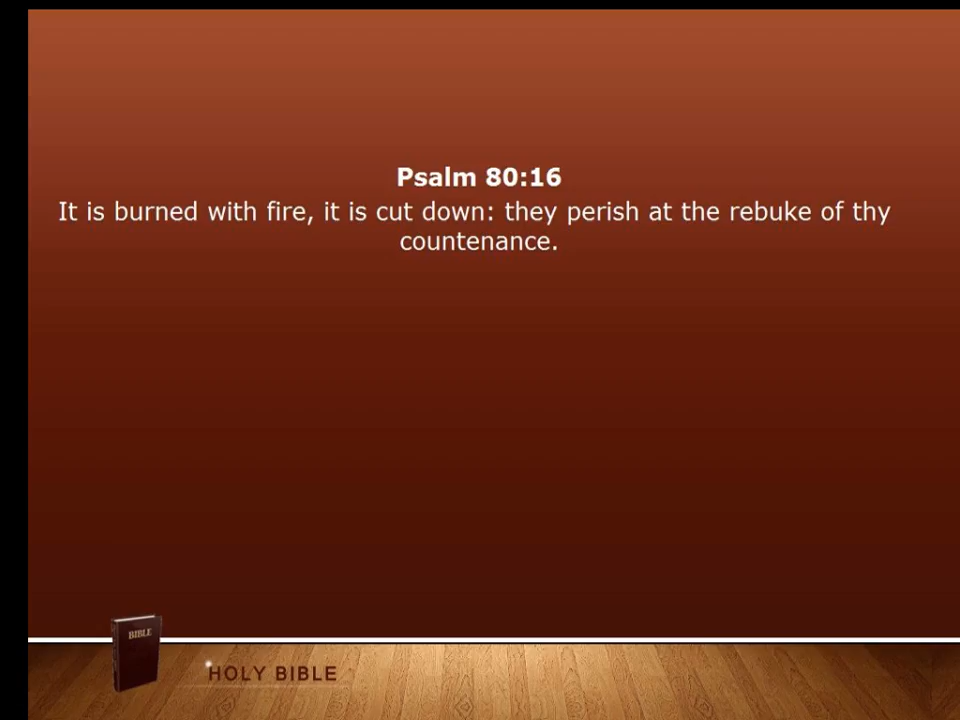 Psalm 80:16
It is burned with fire, it is cut down: they perish at the rebuke of thy
countenance.
BIBLE
HOLY BIBLE